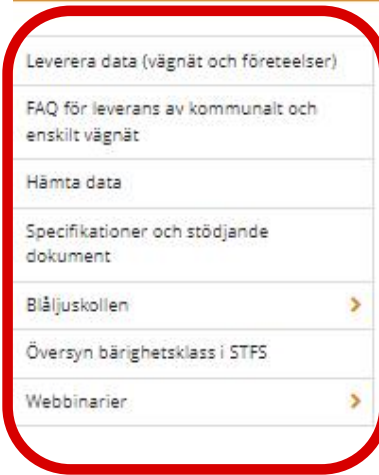 Leverera data (vägnät och företeelser)
FAQ för leverans av kommunalt och
enskilt vägnät
Hämta data
Specifikationer och stödjande
dokument
Blåljuskollen
Översyn bärighetsklass i STFS
Webbinarier